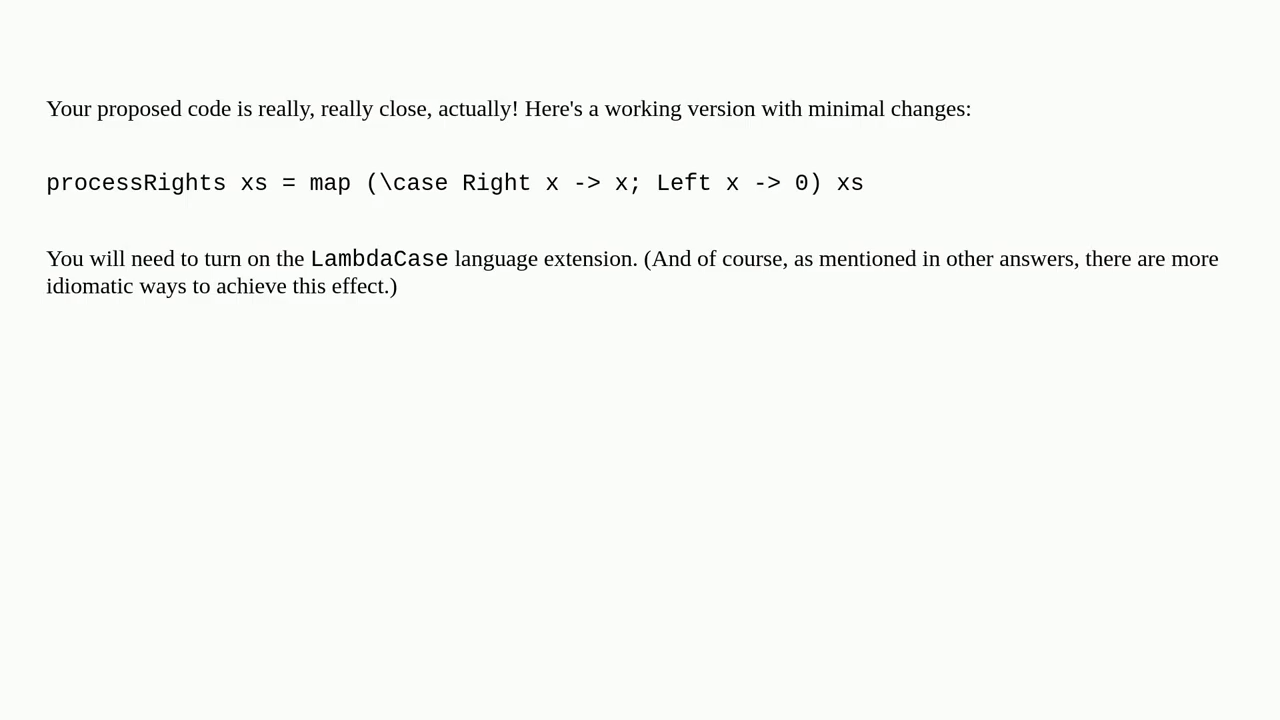 Your proposed code is really, really close, actually! Here's a working version with minimal changes:
processRights xs = map (\case Right x -> x; Left x -> 0) xs
You will need to turn on the LambdaCase language extension. (And of course, as mentioned in other answers, there are more
idiomatic ways to achieve this effect.)